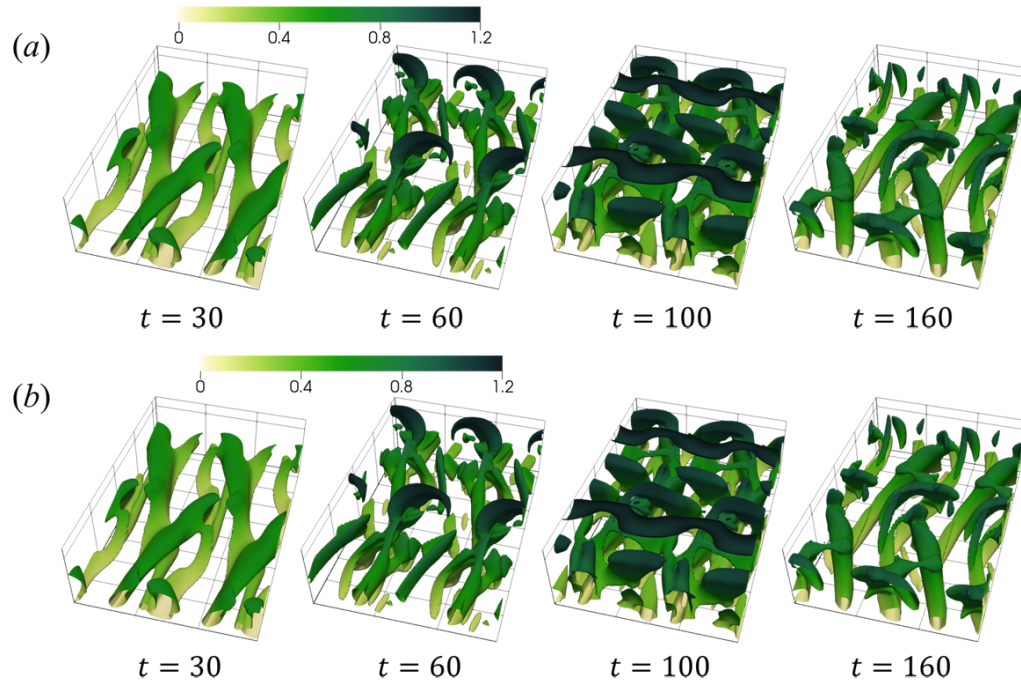 0 0.4 0.8 1.2
(a)
t = 30 t = 60 t = 100 t = 160
0 0.4 0.8 1.2
(b)
t = 30 t = 60 t = 100 t = 160